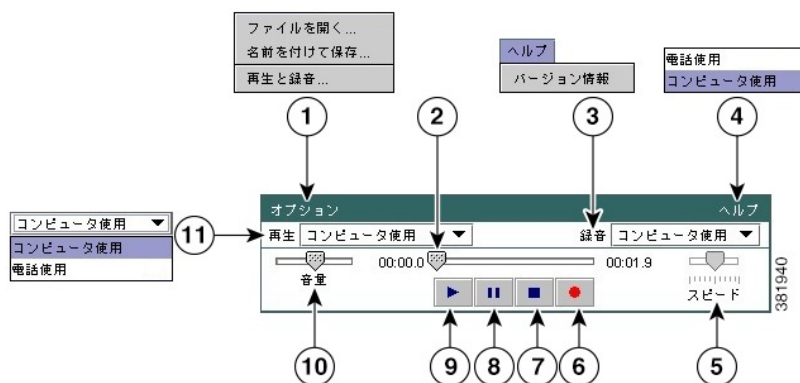 ファイルを開く...
名前を付けて保存...
再生と録音...
ヘルプ
バージョン情報
電話使用
コンピュータ使用
1
2
3
4
オプション
ヘルプ
コンピュータ使用
コンピュータ使用
電話使用
11
再生 コンピュータ使用
録音 コンピュータ使用
音量
00:00.0
00:01.9
スピード
381940
10
9
8
7
6
5